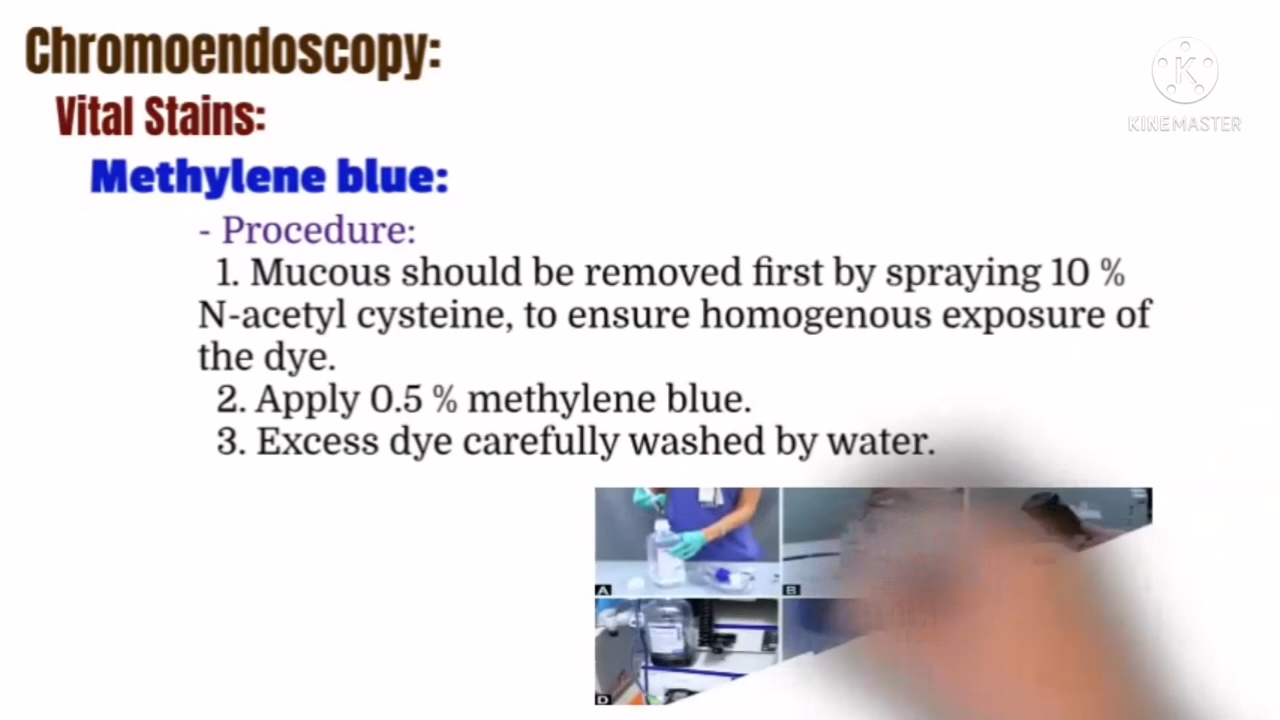 Chromoendoscopy:
K
KINEMASTER
Vital Stains:
Methylene blue:
- Procedure:
1. Mucous should be removed first by spraying 10 %
N-acetyl cysteine, to ensure homogenous exposure of
the dye.
2. Apply 0.5 % methylene blue.
3. Excess dye carefully washed by water.
A
B
D